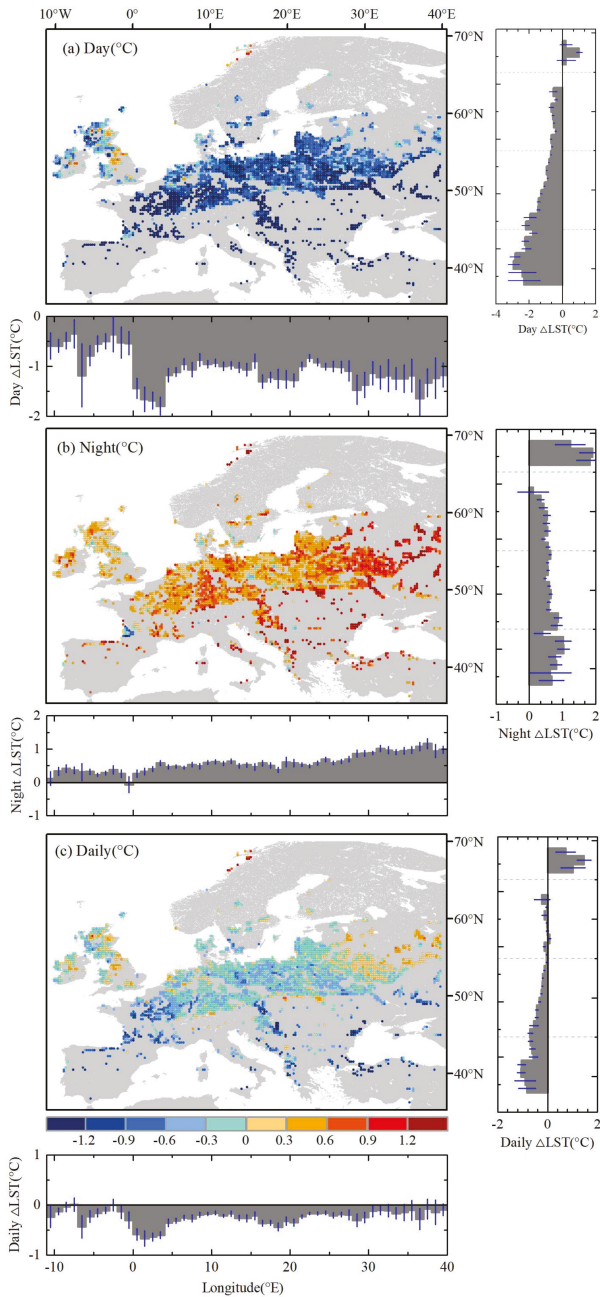 10°W 0° 10°E 20°E 30°E 40°E
(a) Day(°C)
70°N
60°N
50°N
40°N
-4 -2 0 2 4
Day △LST(°C)
0
-1
-2
Day △LST(°C)
(b) Night(°C)
70°N
60°N
50°N
40°N
-1 0 1 2
Night △LST(°C)
2
1
0
-1
Night △LST(°C)
(c) Daily(°C)
70°N
60°N
50°N
40°N
-2 0 2
Daily △LST(°C)
-1.2 -0.9 -0.6 -0.3 0 0.3 0.6 0.9 1.2
1
0
-1
Daily △LST(°C)
-10 0 10 20 30 40
Longitude(°E)